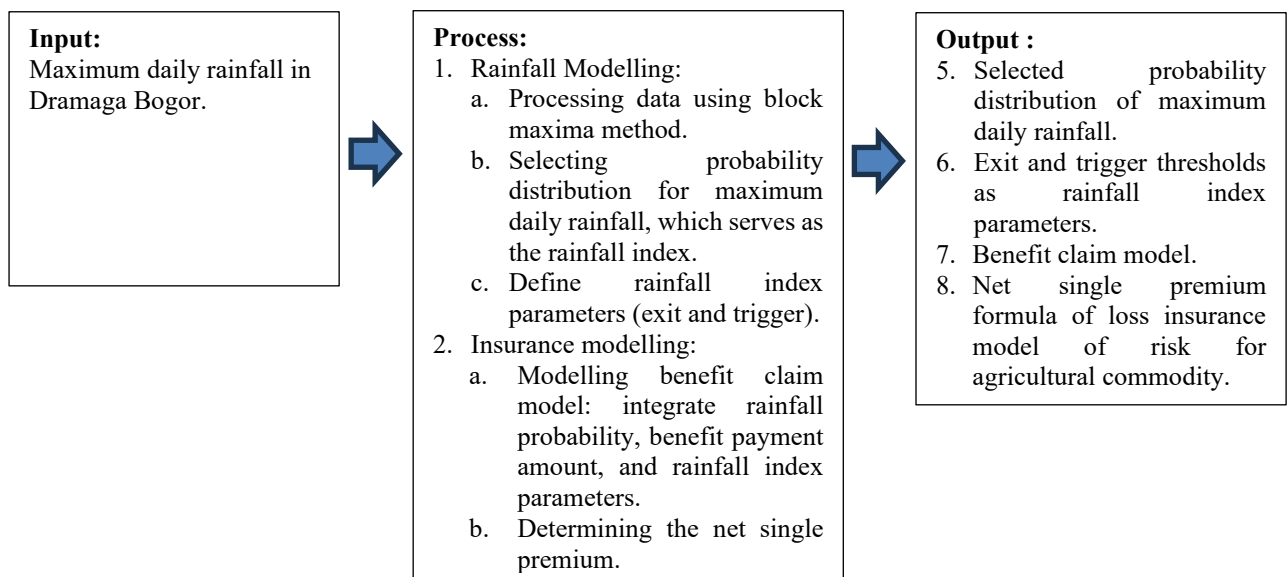 Input:
Maximum daily rainfall in
Dramaga Bogor.
Process:
1. Rainfall Modelling:
a. Processing data using block
maxima method.
b. Selecting probability
distribution for maximum
daily rainfall, which serves as
the rainfall index.
c. Define rainfall index
parameters (exit and trigger).
2. Insurance modelling:
a. Modelling benefit claim
model: integrate rainfall
probability, benefit payment
amount, and rainfall index
parameters.
b. Determining the net single
premium.
Output :
5. Selected probability
distribution of maximum
daily rainfall.
6. Exit and trigger thresholds
as rainfall index
parameters.
7. Benefit claim model.
8. Net single premium
formula of loss insurance
model of risk for
agricultural commodity.